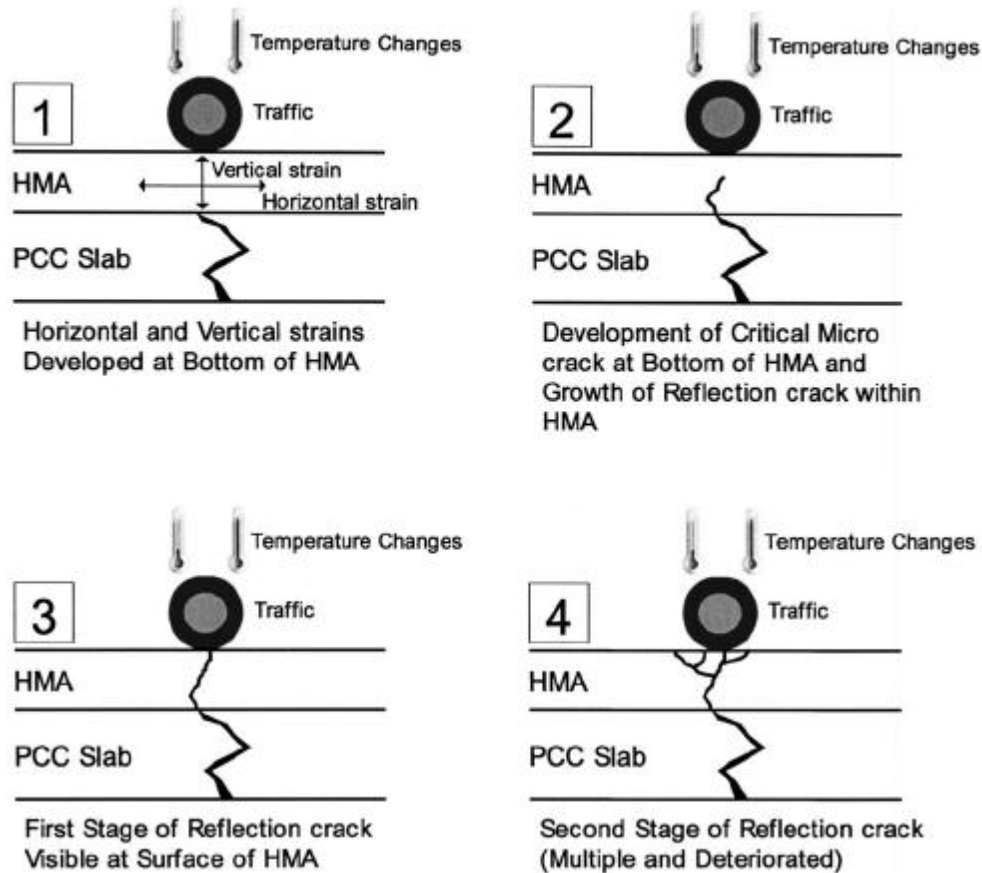 Temperature Changes
1
Traffic
HMA
Vertical strain
Horizontal strain
PCC Slab
Horizontal and Vertical strains
Developed at Bottom of HMA
Temperature Changes
2
Traffic
HMA
PCC Slab
Development of Critical Micro
crack at Bottom of HMA and
Growth of Reflection crack within
HMA
Temperature Changes
3
Traffic
HMA
PCC Slab
First Stage of Reflection crack
Visible at Surface of HMA
Temperature Changes
4
Traffic
HMA
PCC Slab
Second Stage of Reflection crack
(Multiple and Deteriorated)